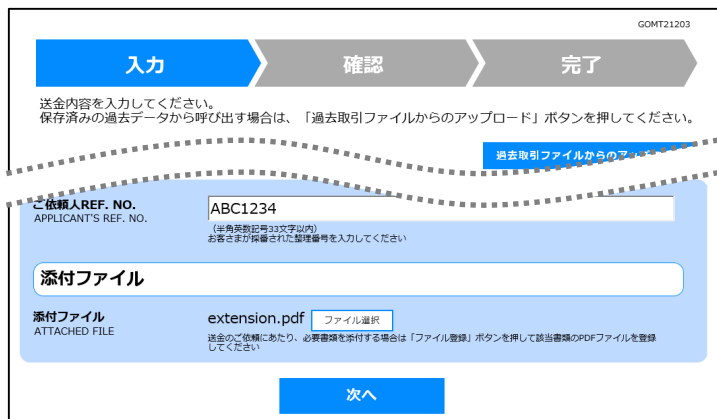 GOMT21203
入力
確認
完了
送金内容を入力してください。
保存済みの過去データから呼び出す場合は、「過去取引ファイルからのアップロード」ボタンを押してください。
過去取引ファイルからのアップ
ご依頼人REF. NO.
APPLICANT'S REF. NO.
ABC1234
(半角英数記号33文字以内)
お客さまが採番された整理番号を入力してください
添付ファイル
添付ファイル
ATTACHED FILE
extension.pdf
ファイル選択
送金のご依頼にあたり、必要書類を添付する場合は「ファイル登録」ボタンを押して該当書類のPDFファイルを登録
してください
次へ